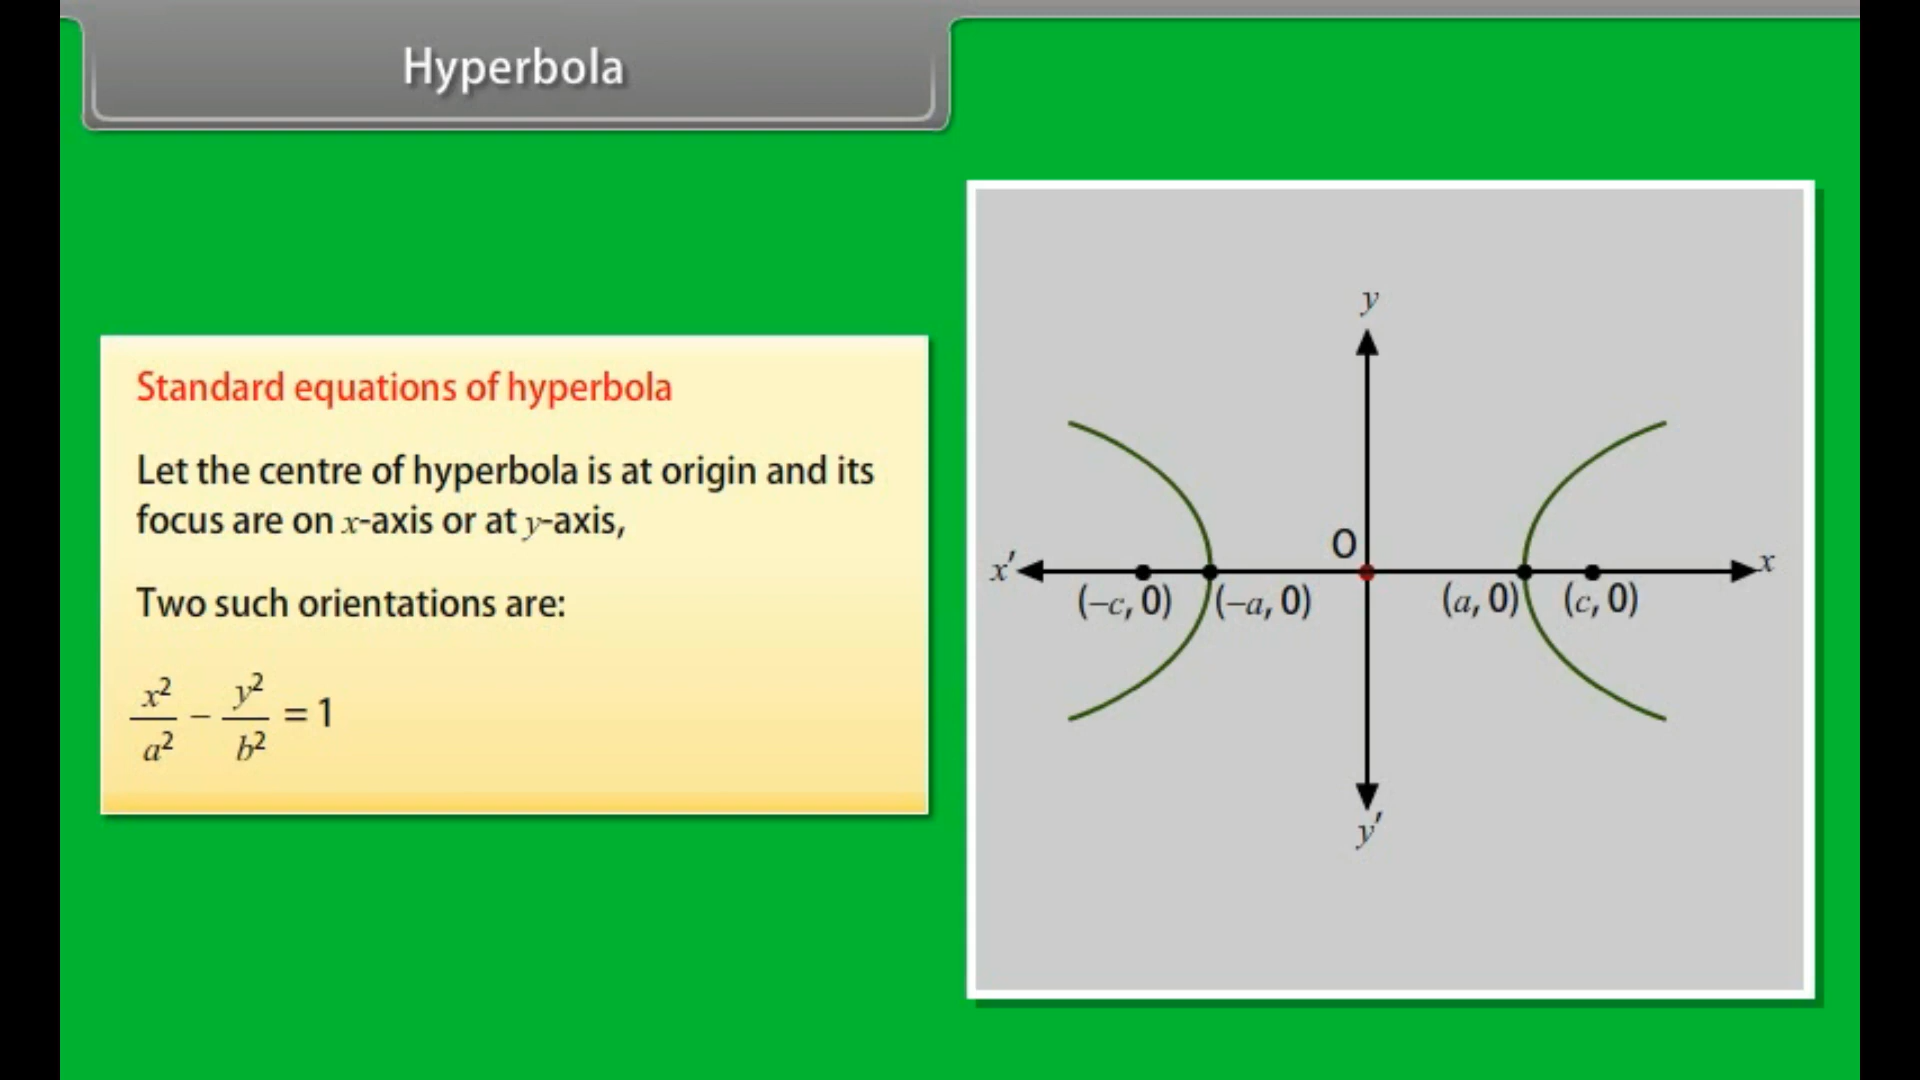 Hyperbola
Standard equations of hyperbola
Let the centre of hyperbola is at origin and its
focus are on x-axis or at y-axis,
Two such orientations are:
x²/a² – y²/b² = 1
y
O
x′
x
(–c, 0)
(–a, 0)
(a, 0)
(c, 0)
y′